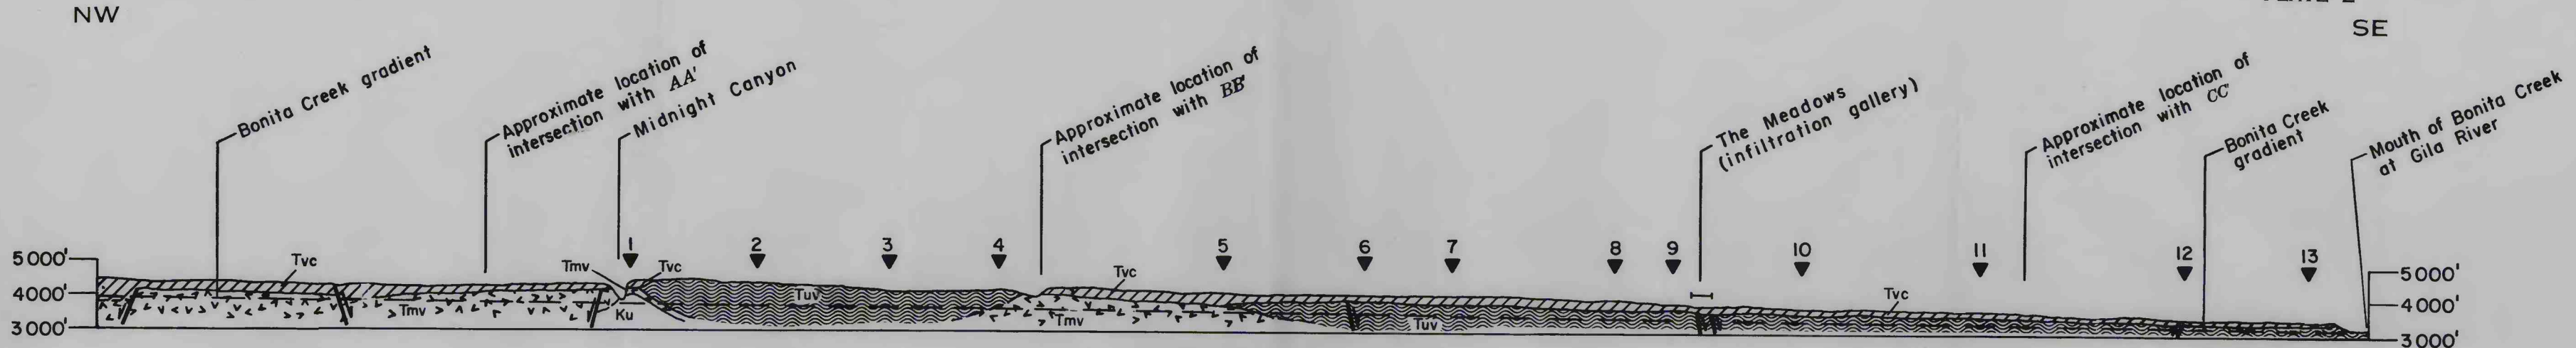 NW
SE
Bonita Creek gradient
Approximate location of
intersection with AA'
Midnight Canyon
Approximate location of
intersection with BB'
The Meadows
(infiltration gallery)
Approximate location of
intersection with CC'
Bonita Creek
gradient
Mouth of Bonita Creek
at Gila River
1
2
3
4
5
6
7
8
9
10
11
12
13
5000'
4000'
3000'
Tvc
Tmv
Tmv
Ku
Tvc
Tuv
Tvc
Tmv
Tuv
Tvc
5000'
4000'
3000'